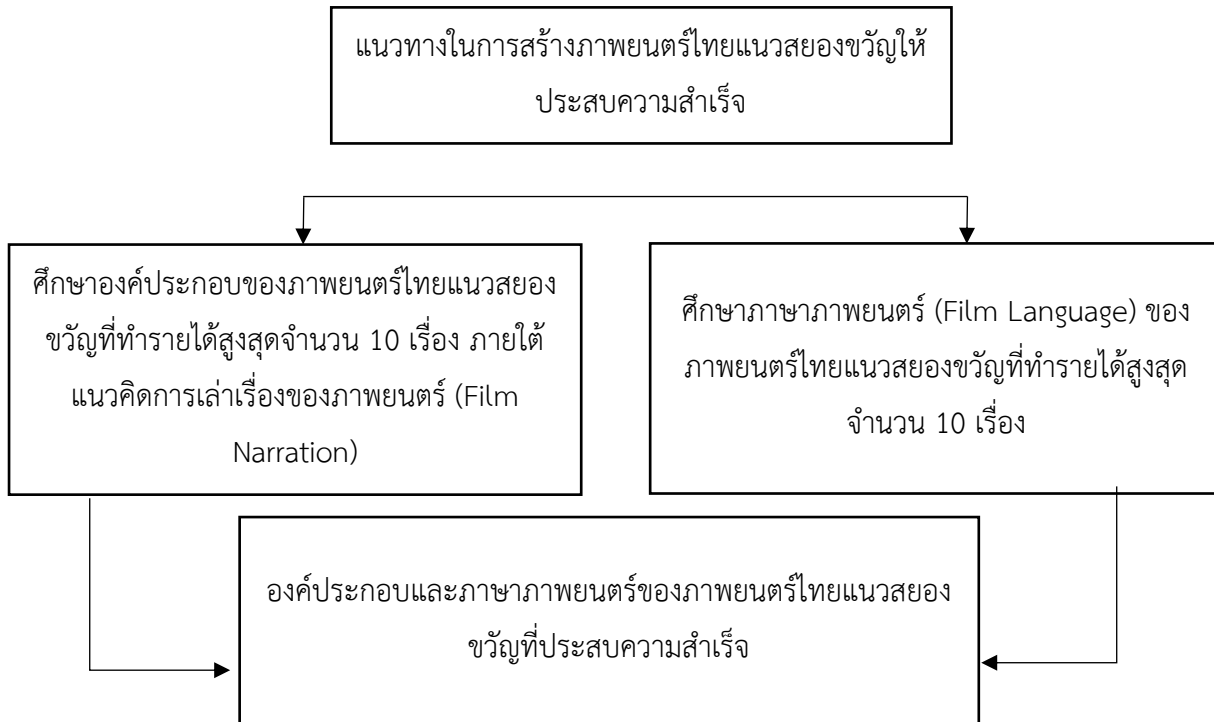 แนวทางในการสร้างภาพยนตร์ไทยแนวสยองขวัญให้
ประสบความสำเร็จ
ศึกษาองค์ประกอบของภาพยนตร์ไทยแนวสยอง
ขวัญที่ทำรายได้สูงสุดจำนวน 10 เรื่อง ภายใต้
แนวคิดการเล่าเรื่องของภาพยนตร์ (Film
Narration)
ศึกษาภาษาภาพยนตร์ (Film Language) ของ
ภาพยนตร์ไทยแนวสยองขวัญที่ทำรายได้สูงสุด
จำนวน 10 เรื่อง
องค์ประกอบและภาษาภาพยนตร์ของภาพยนตร์ไทยแนวสยอง
ขวัญที่ประสบความสำเร็จ